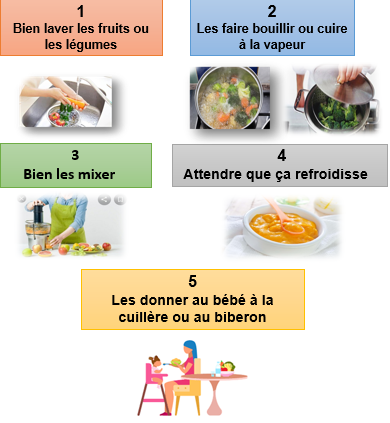 1
Bien laver les fruits ou
les légumes
2
Les faire bouillir ou cuire
à la vapeur
3
Bien les mixer
4
Attendre que ça refroidisse
5
Les donner au bébé à la
cuillère ou au biberon